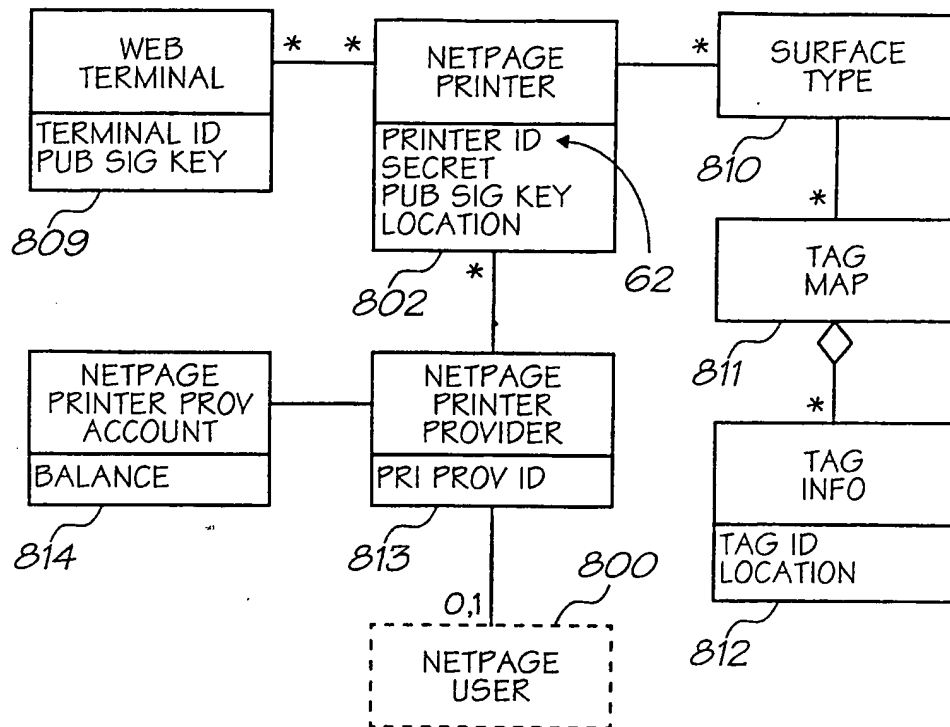 WEB
TERMINAL
TERMINAL ID
PUB SIG KEY
809
*
*
NETPAGE
PRINTER
PRINTER ID
SECRET
PUB SIG KEY
LOCATION
802
62
*
*
SURFACE
TYPE
810
*
TAG
MAP
811
*
TAG
INFO
TAG ID
LOCATION
812
NETPAGE
PRINTER PROV
ACCOUNT
BALANCE
814
NETPAGE
PRINTER
PROVIDER
PRI PROV ID
813
0,1
800
NETPAGE
USER